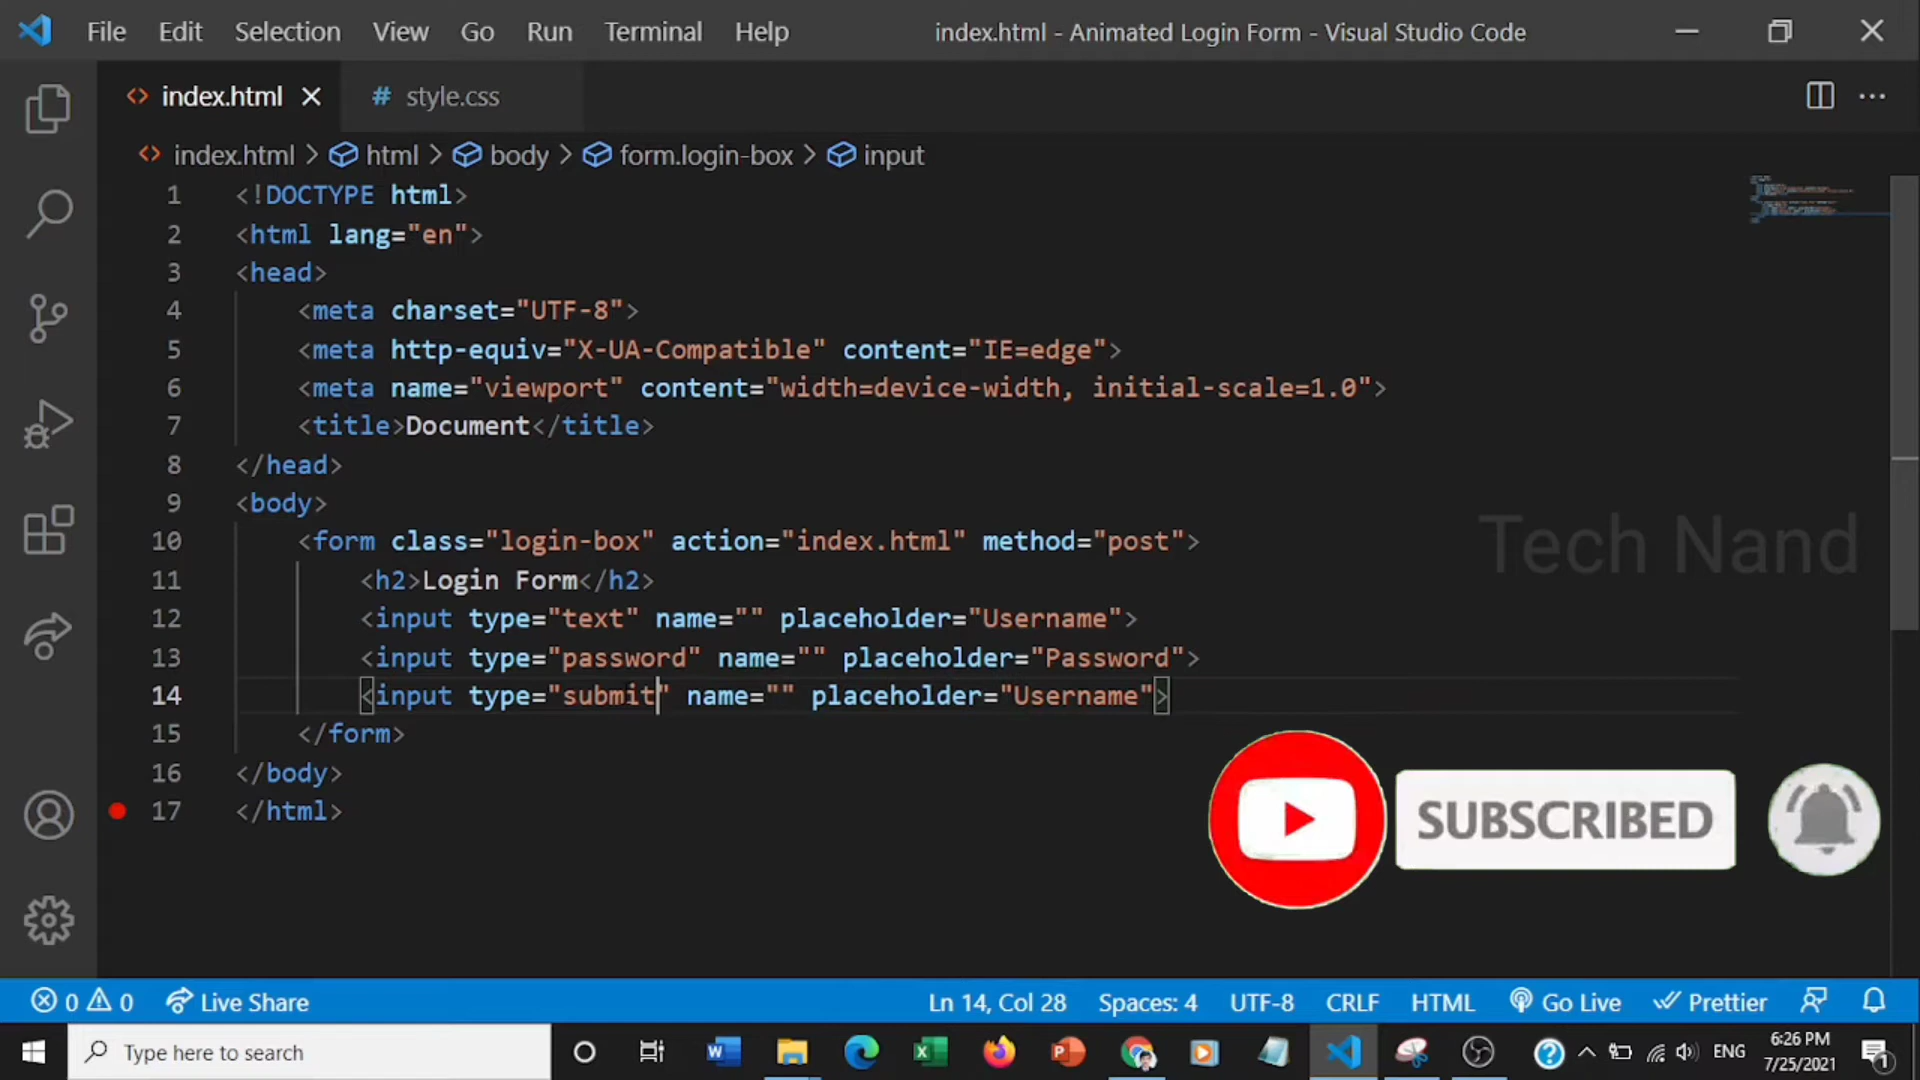 File Edit Selection View Go Run Terminal Help index.html - Animated Login Form - Visual Studio Code
index.html style.css
index.html > html > body > form.login-box > input
1 <!DOCTYPE html>
2 <html lang="en">
3 <head>
4 <meta charset="UTF-8">
5 <meta http-equiv="X-UA-Compatible" content="IE=edge">
6 <meta name="viewport" content="width=device-width, initial-scale=1.0">
7 <title>Document</title>
8 </head>
9 <body>
10 <form class="login-box" action="index.html" method="post">
11 <h2>Login Form</h2>
12 <input type="text" name="" placeholder="Username">
13 <input type="password" name="" placeholder="Password">
14 <input type="submit" name="" placeholder="Username">
15 </form>
16 </body>
17 </html>
Tech Nand
SUBSCRIBED
0 0 Live Share Ln 14, Col 28 Spaces: 4 UTF-8 CRLF HTML Go Live Prettier
Type here to search ENG 6:26 PM
7/25/2021 1